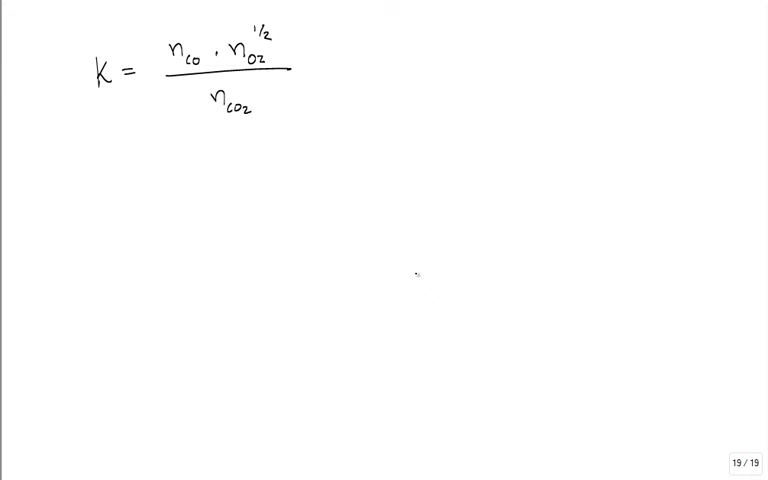 K = n_CO · n_O2^1/2 / n_CO2
19 / 19